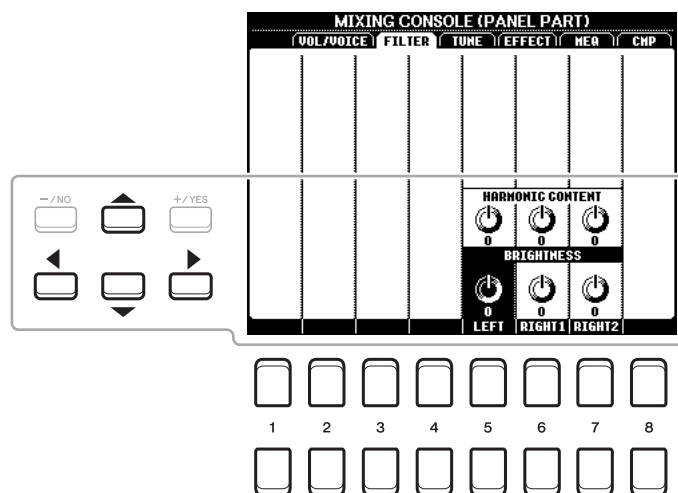 MIXING CONSOLE (PANEL PART)
VOL/VOICE FILTER TUNE EFFECT MEQ CMP
-/NO +/YES
HARMONIC CONTENT
0 0 0
BRIGHTNESS
0 0 0
LEFT RIGHT1 RIGHT2
1 2 3 4 5 6 7 8